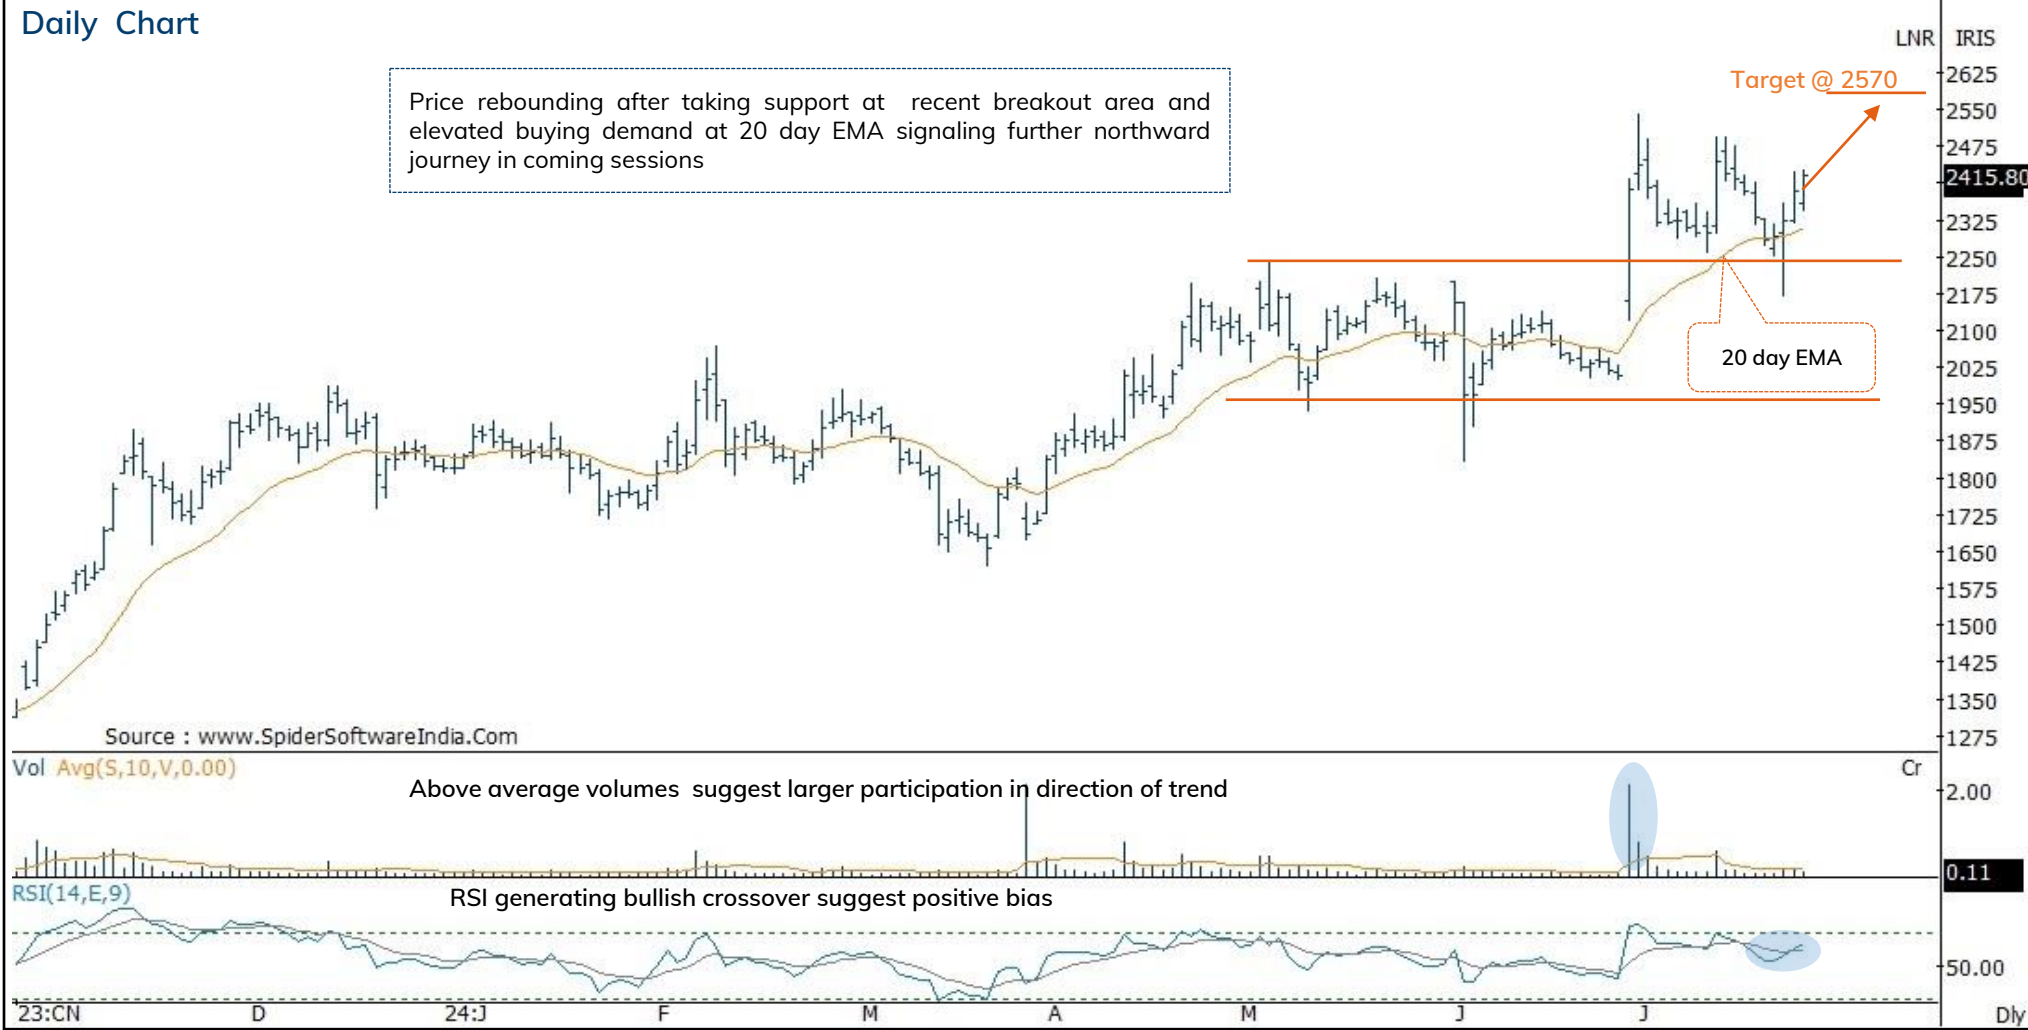 Daily Chart
LNR IRIS
Target @ 2570
Price rebounding after taking support at recent breakout area and
elevated buying demand at 20 day EMA signaling further northward
journey in coming sessions
2625
2550
2475
2415.80
2325
2250
2175
2100
2025
1950
1875
1800
1725
1650
1575
1500
1425
1350
1275
20 day EMA
Source : www.SpiderSoftwareIndia.Com
Vol Avg(S,10,V,0.00)
Cr
Above average volumes suggest larger participation in direction of trend
2.00
0.11
RSI(14,E,9)
RSI generating bullish crossover suggest positive bias
50.00
'23:CN D 24:J F M A M J J Dly